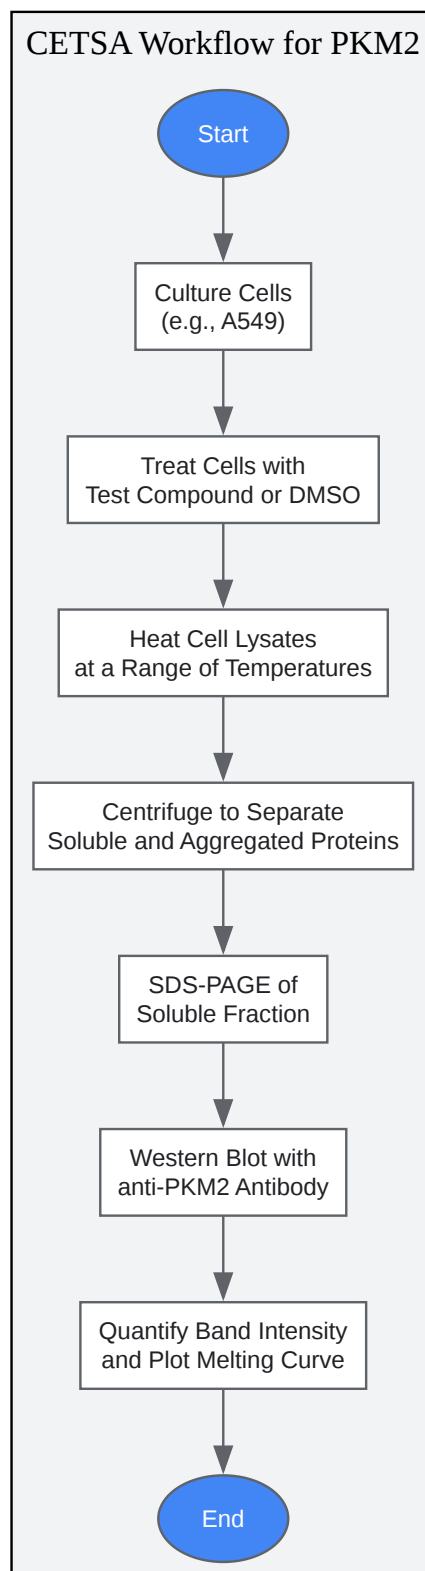 CETSA Workflow for PKM2
Start
Culture Cells
(e.g., A549)
Treat Cells with
Test Compound or DMSO
Heat Cell Lysates
at a Range of Temperatures
Centrifuge to Separate
Soluble and Aggregated Proteins
SDS-PAGE of
Soluble Fraction
Western Blot with
anti-PKM2 Antibody
Quantify Band Intensity
and Plot Melting Curve
End